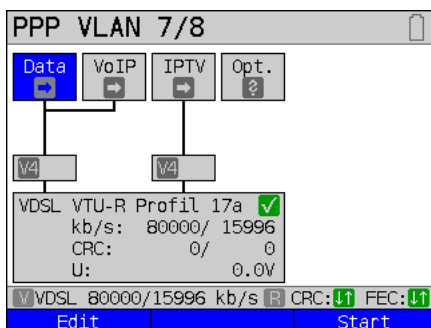 PPP VLAN 7/8
Data VoIP IPTV Opt.
?
V4 V4
VDSL VTU-R Profil 17a
kb/s: 80000/ 15996
CRC: 0/ 0
U: 0.0V
V VDSL 80000/15996 kb/s R CRC: FEC:
Edit Start